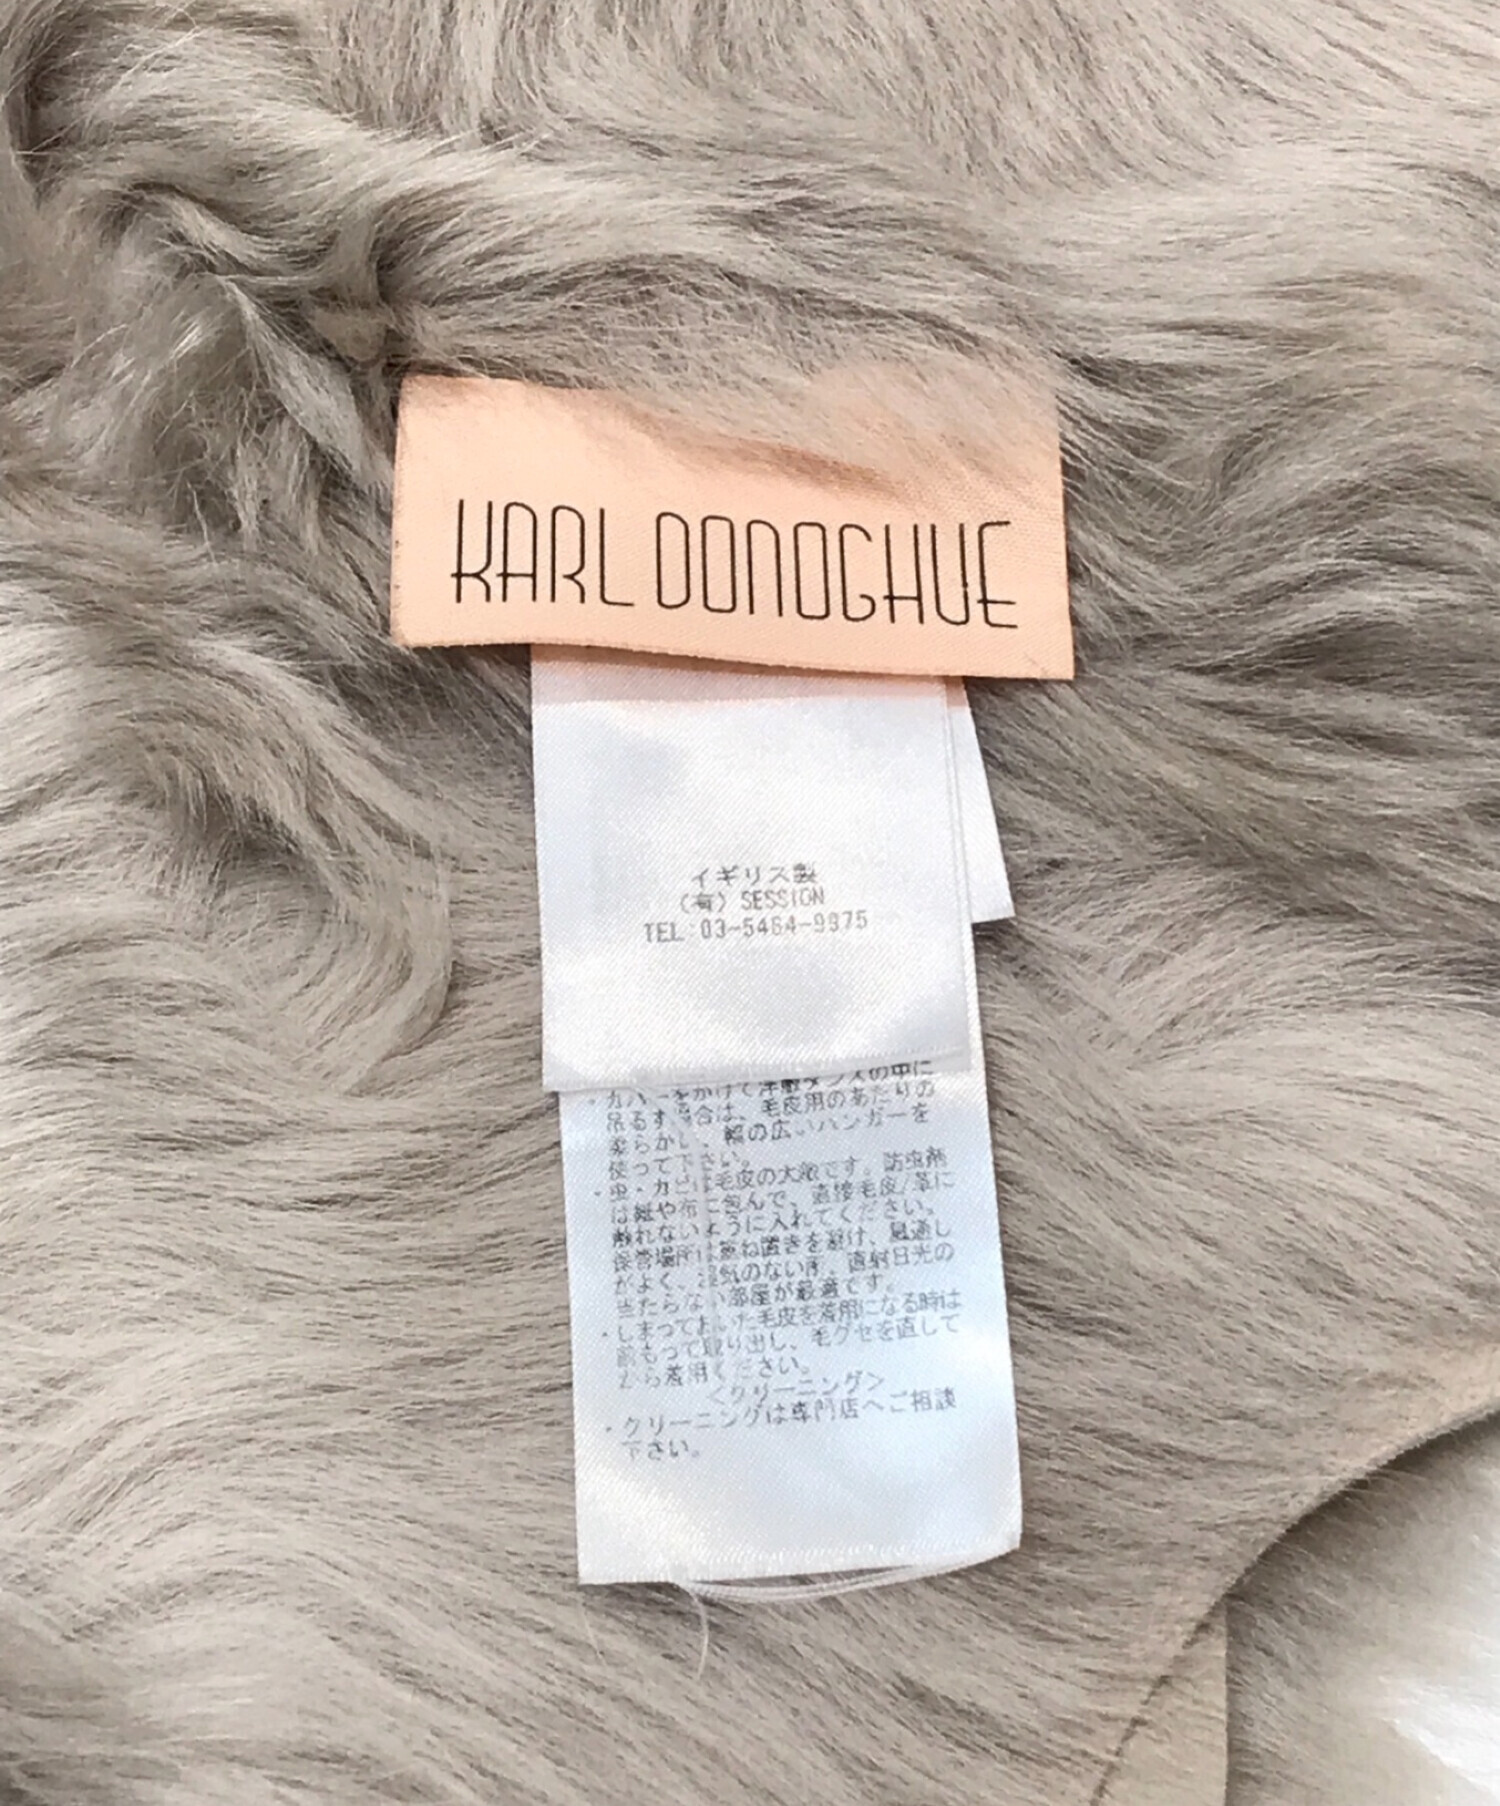 KARL DONOGHUE
イギリス製
(有) SESSION
TEL:03-5464-9975
・カバーをかけて洋服ダンスの中に
吊るす場合は、毛皮用のあたりの
柔らかい、幅の広いハンガーを
使って下さい。
・虫・カビは毛皮の大敵です。防虫剤
は紙や布に包んで、直接毛皮/革に
触れないように入れてください。
保管場所は重ね置きを避け、風通し
がよく、湿気のない所、直射日光の
当たらない部屋が最適です。
・しまっておいた毛皮を着用になる時は
前もって取り出し、毛グセを直して
から着用ください。
<クリーニング>
・クリーニングは専門店へご相談
下さい。